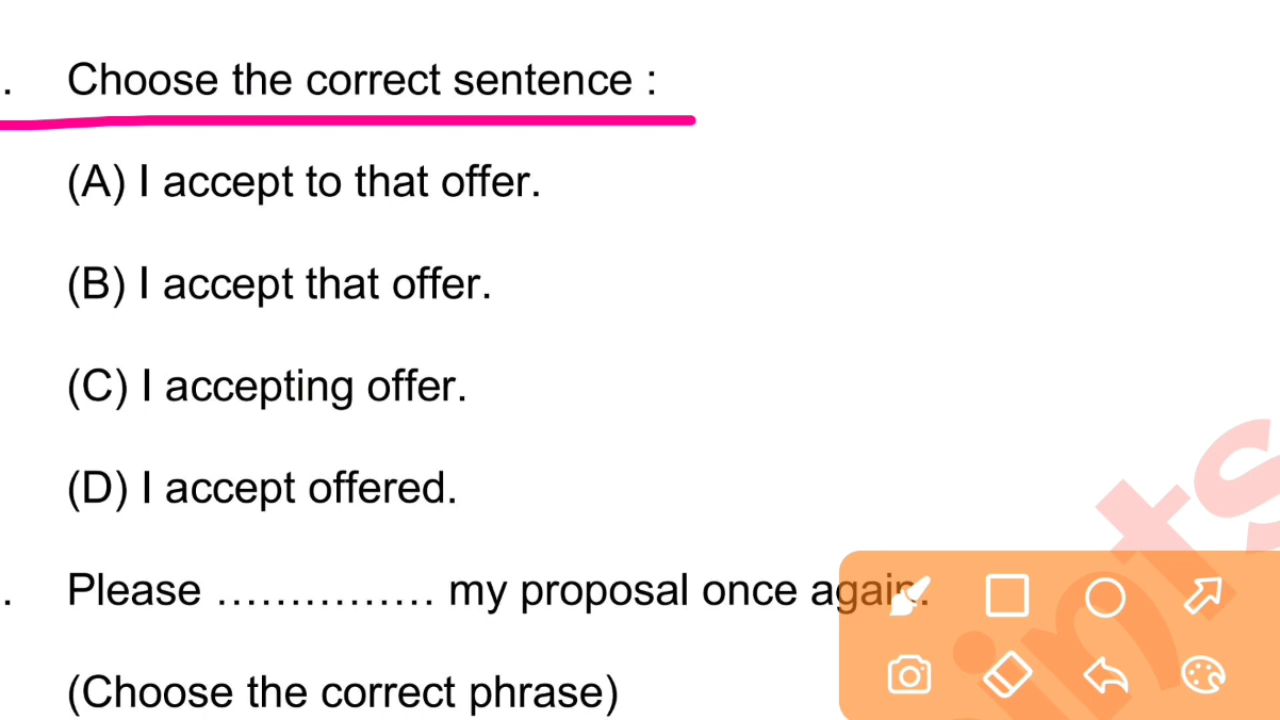 . Choose the correct sentence :
(A) I accept to that offer.
(B) I accept that offer.
(C) I accepting offer.
(D) I accept offered.
. Please …………… my proposal once again.
(Choose the correct phrase)